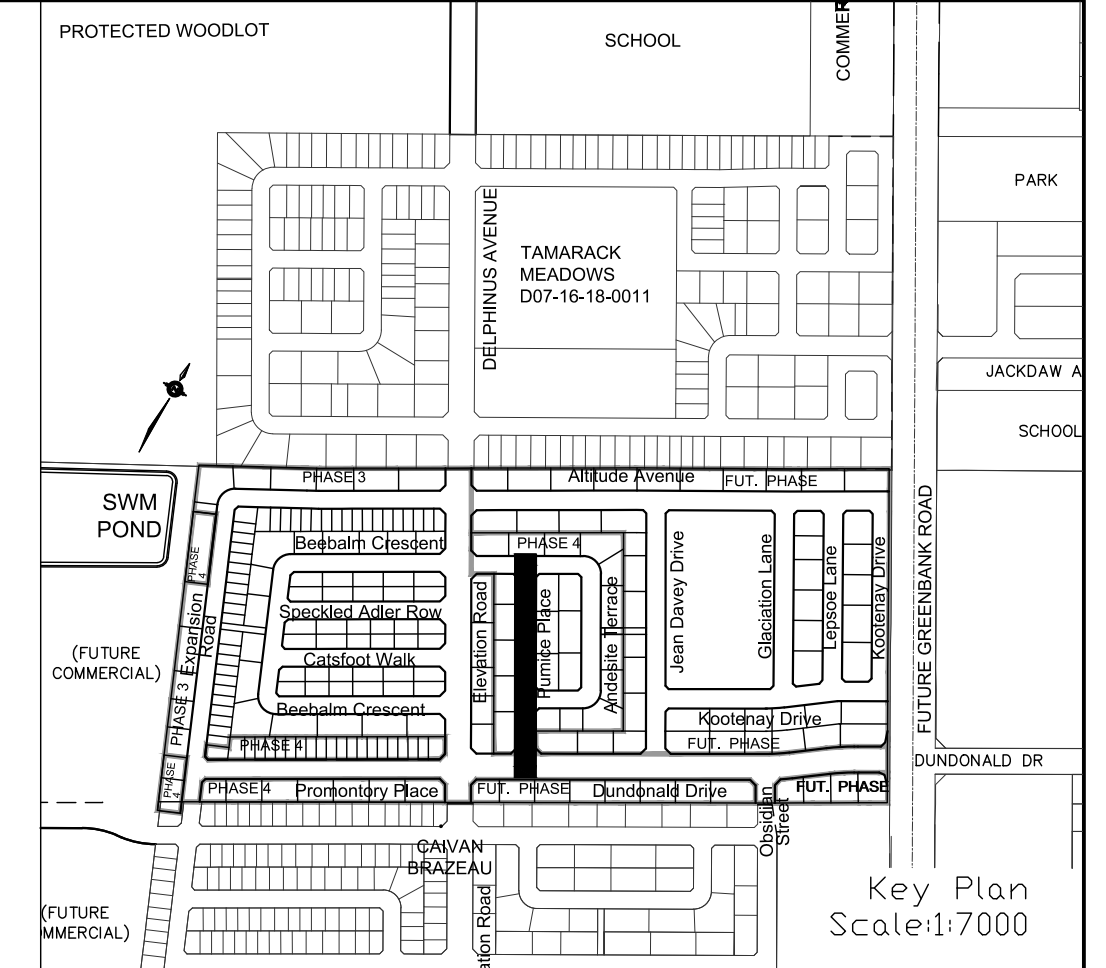 PROTECTED WOODLOT
SCHOOL
COMMER
PARK
DELPHINUS AVENUE
TAMARACK
MEADOWS
D07-16-18-0011
JACKDAW A
SCHOOL
SWM
POND
PHASE 3
Altitude Avenue
FUT. PHASE
FUTURE GREENBANK ROAD
Beebalm Crescent
PHASE 4
PHASE 4
Speckled Adler Row
Catsfoot Walk
Beebalm Crescent
Expansion
Road
PHASE 3
(FUTURE
COMMERCIAL)
Elevation Road
Pumice Place
Andesite Terrace
Jean Davey Drive
Glaciation Lane
Lepsoe Lane
Kootenay Drive
Kootenay Drive
FUT. PHASE
PHASE 4
DUNDONALD DR
PHASE 4
PHASE 4
Promontory Place
FUT. PHASE
Dundonald Drive
FUT. PHASE
Obsidian
Street
CAIVAN
BRAZEAU
(FUTURE
MMERCIAL)
ation Road
Key Plan
Scale:1:7000